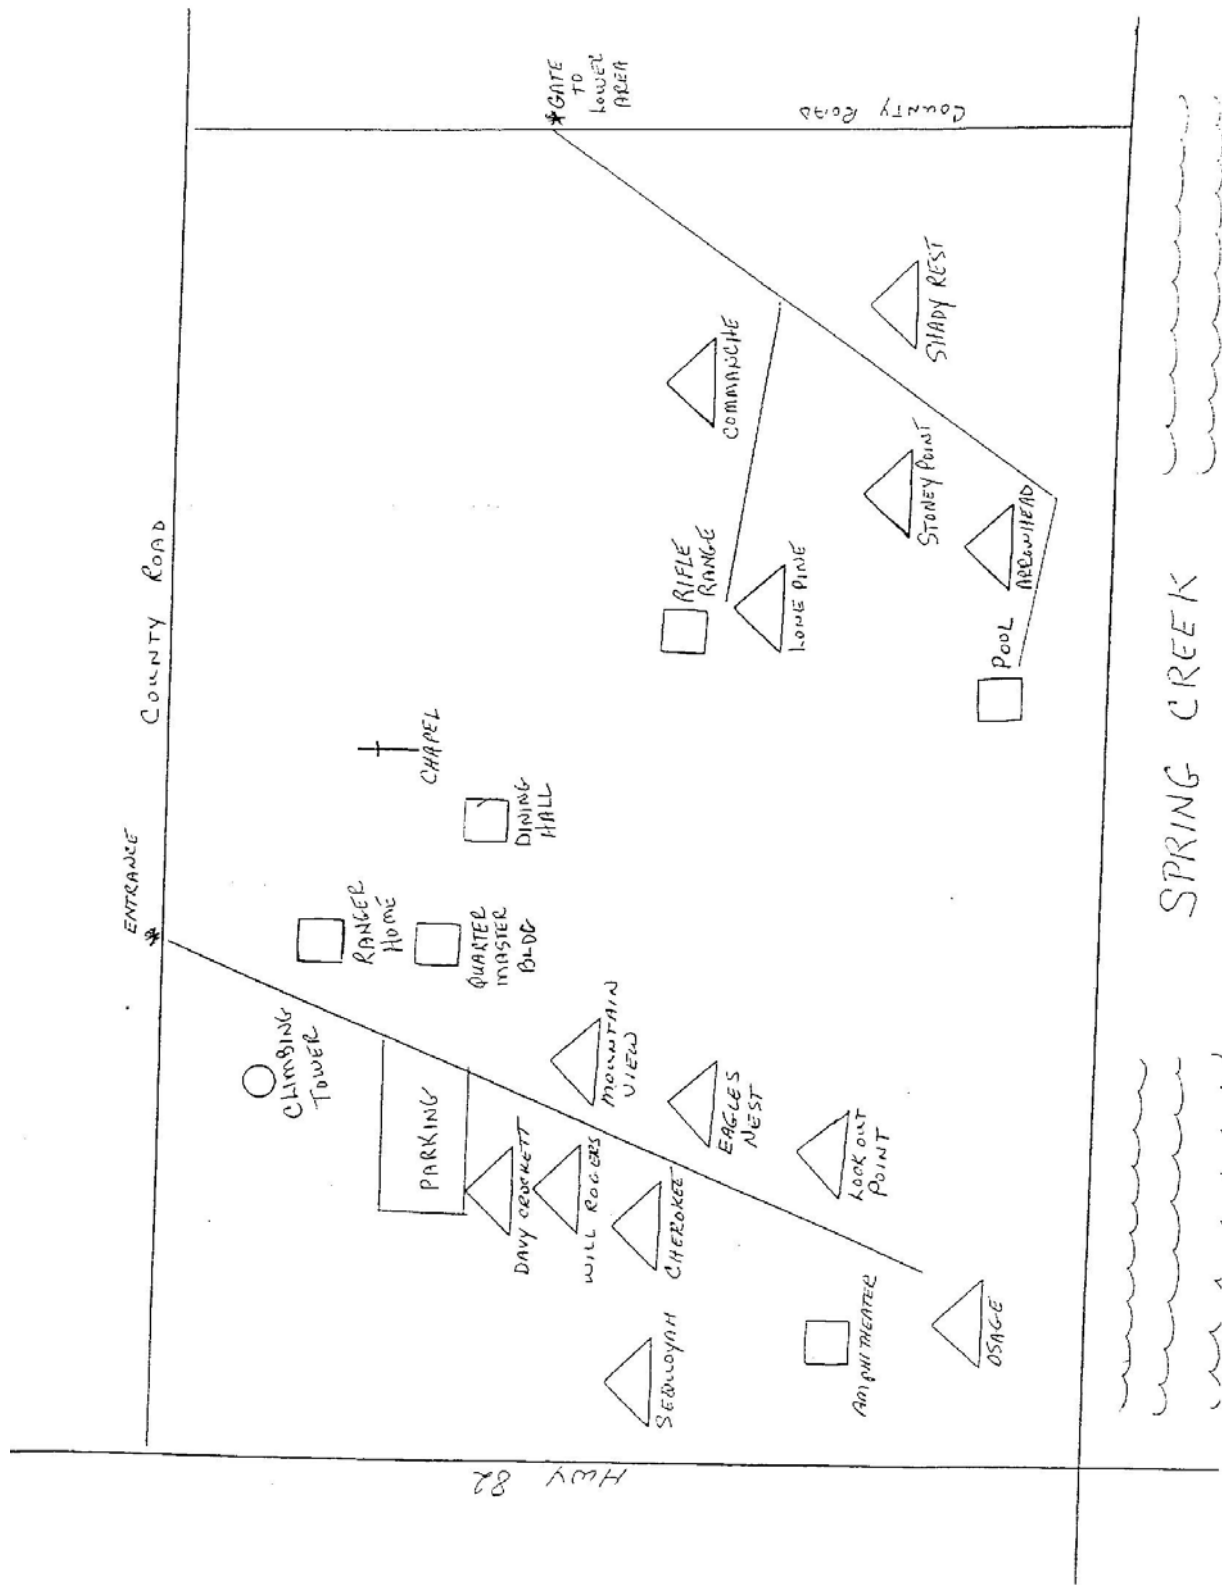 ENTRANCE
*
COUNTY ROAD
CLIMBING
TOWER
RANGER
HOME
CHAPEL
PARKING
QUARTER
MASTER
BLDG
DINING
HALL
*GATE
TO
LOWER
AREA
DAVY CROCKETT
WILL ROGERS
MOUNTAIN
VIEW
SEQUOYAH
CHEROKEE
EAGLES
NEST
RIFLE
RANGE
COMMANCHE
LONE PINE
COUNTY ROAD
HWY 82
AMPHITHEATER
LOOK OUT
POINT
STONEY POINT
SHADY REST
OSAGE
POOL
ARROWHEAD
SPRING CREEK